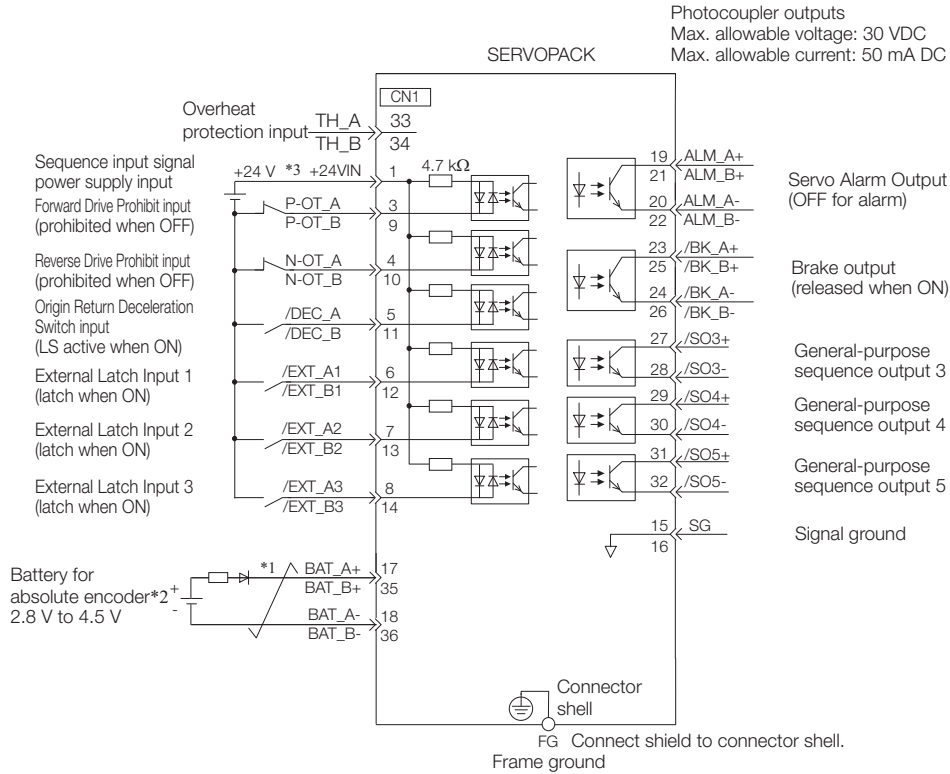 Photocoupler outputs
Max. allowable voltage: 30 VDC
Max. allowable current: 50 mA DC
SERVOPACK
CN1
Overheat
protection input
TH_A 33
TH_B 34
Sequence input signal
power supply input
+24 V *3 +24VIN 1
4.7 kΩ
Forward Drive Prohibit input
(prohibited when OFF)
P-OT_A 3
P-OT_B 9
Reverse Drive Prohibit input
(prohibited when OFF)
N-OT_A 4
N-OT_B 10
Origin Return Deceleration
Switch input
(LS active when ON)
/DEC_A 5
/DEC_B 11
External Latch Input 1
(latch when ON)
/EXT_A1 6
/EXT_B1 12
External Latch Input 2
(latch when ON)
/EXT_A2 7
/EXT_B2 13
External Latch Input 3
(latch when ON)
/EXT_A3 8
/EXT_B3 14
Battery for
absolute encoder*2
2.8 V to 4.5 V
+
-
*1
BAT_A+ 17
BAT_B+ 35
BAT_A- 18
BAT_B- 36
19 ALM_A+
21 ALM_B+
20 ALM_A-
22 ALM_B-
Servo Alarm Output
(OFF for alarm)
23 /BK_A+
25 /BK_B+
24 /BK_A-
26 /BK_B-
Brake output
(released when ON)
27 /SO3+
28 /SO3-
General-purpose
sequence output 3
29 /SO4+
30 /SO4-
General-purpose
sequence output 4
31 /SO5+
32 /SO5-
General-purpose
sequence output 5
15 SG
16
Signal ground
Connector
shell
FG Connect shield to connector shell.
Frame ground